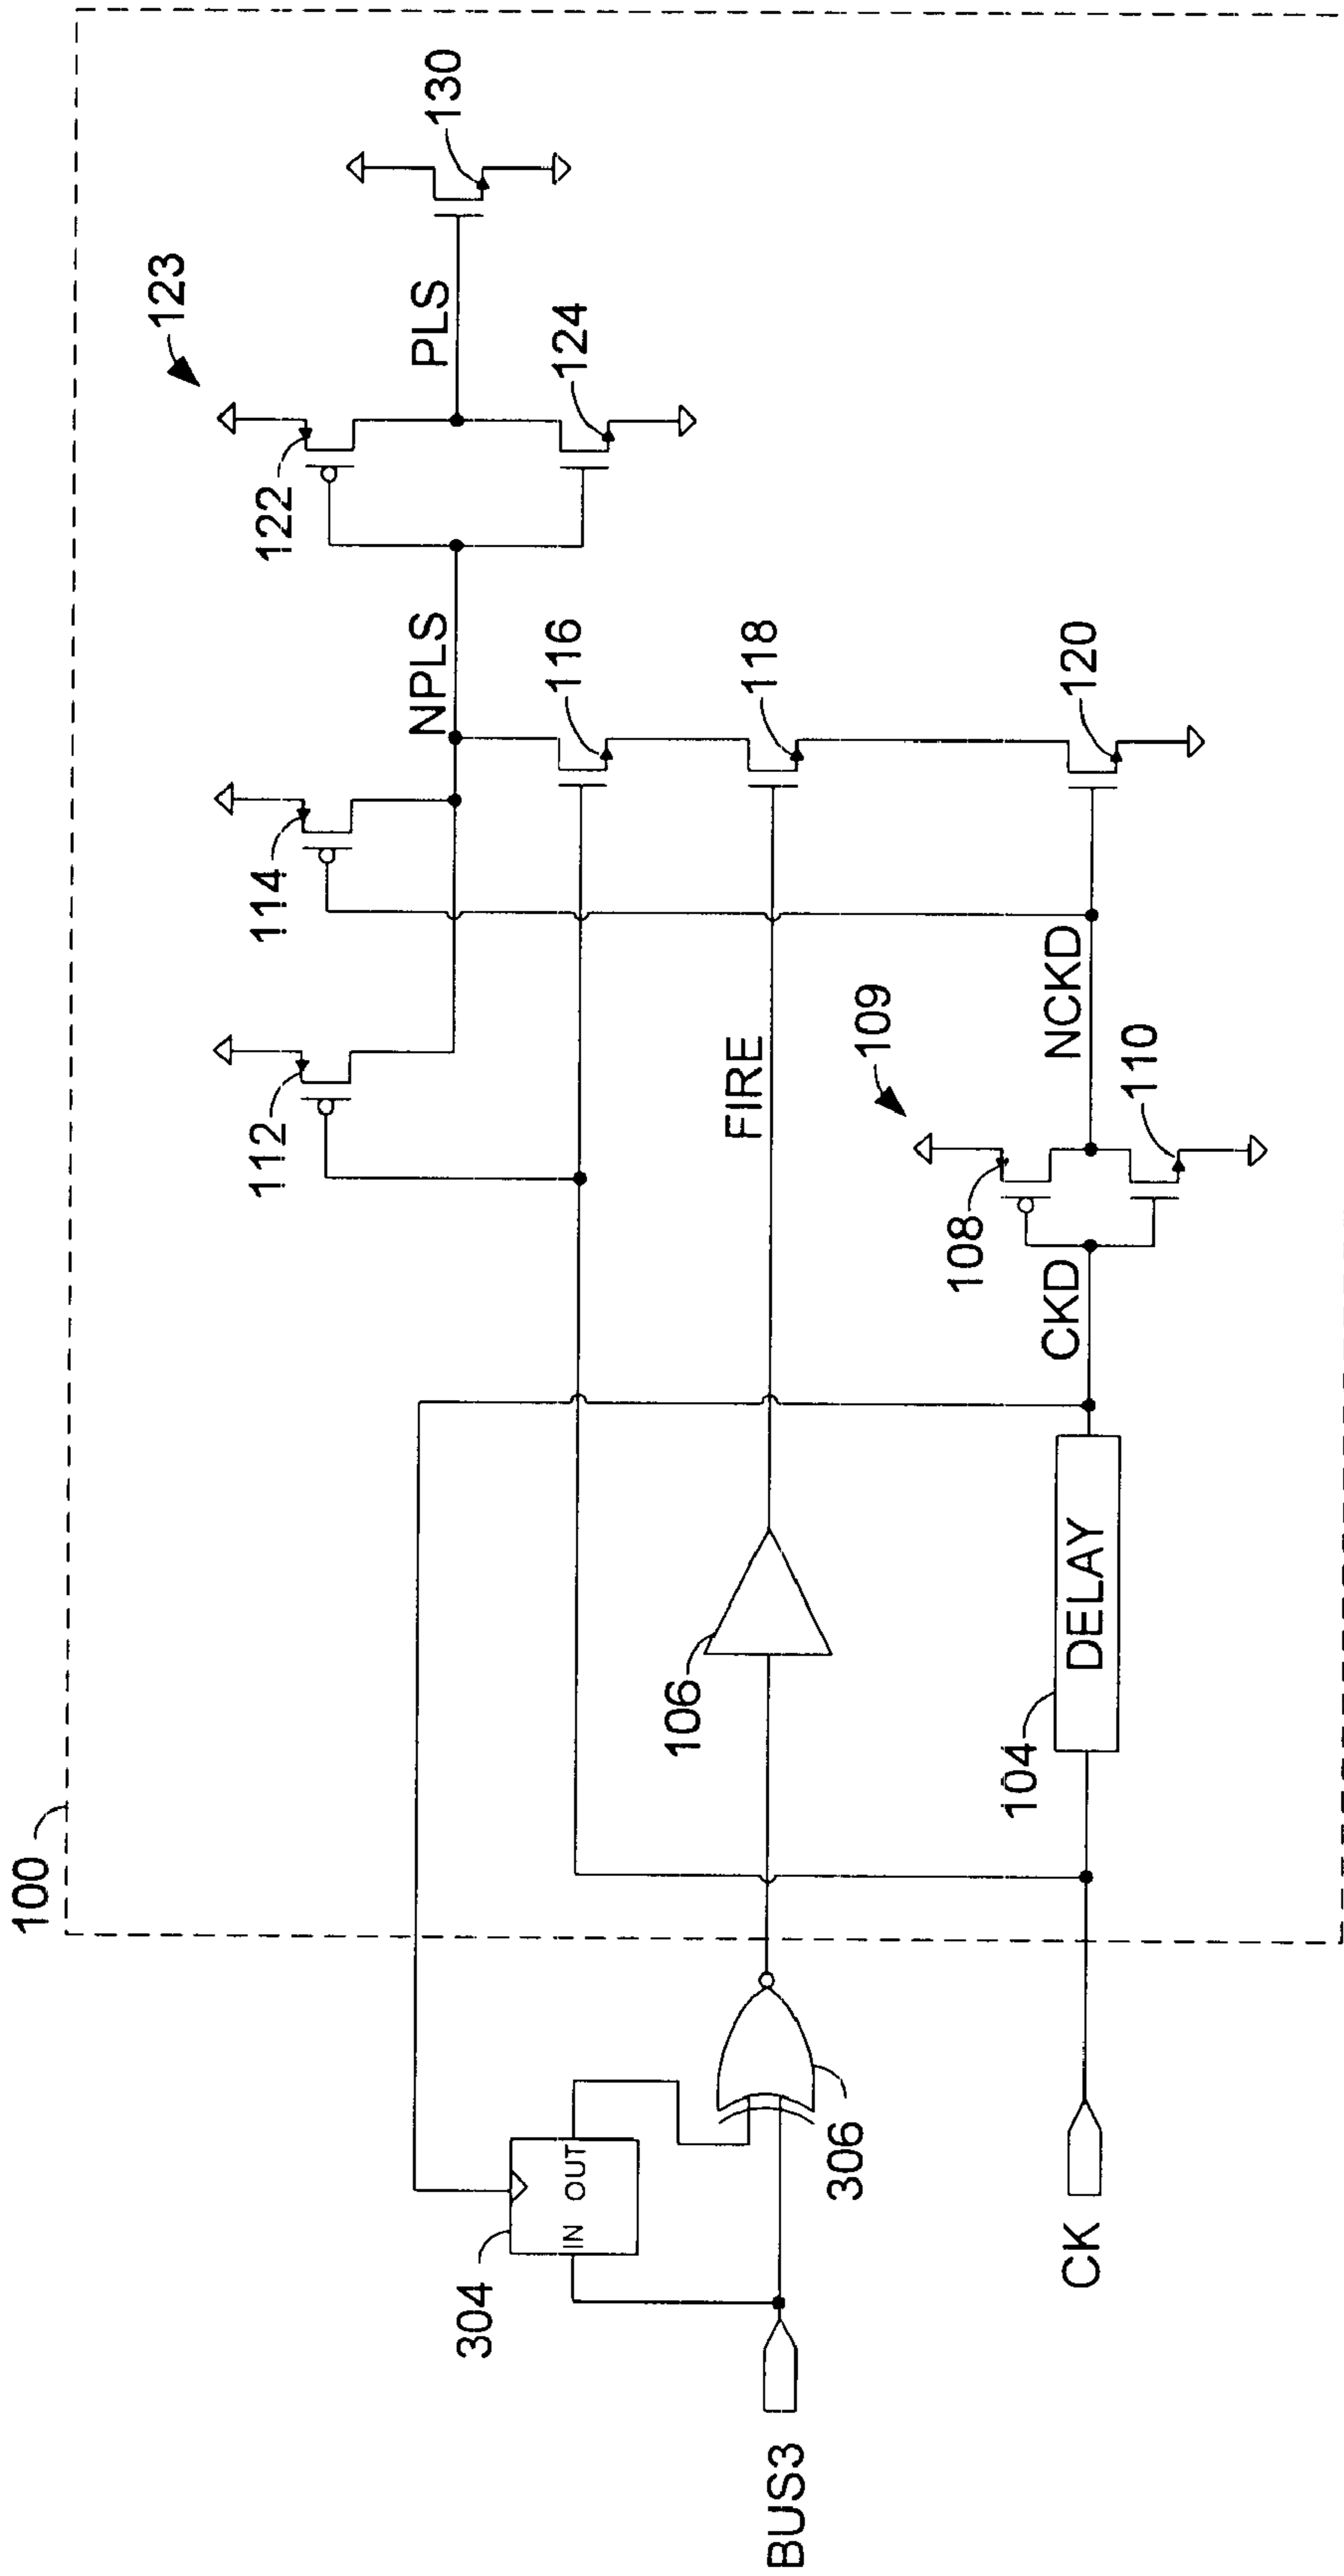 100
BUS3
304
IN OUT
306
CK
104
DELAY
106
FIRE
CKD
108
109
110
NCKD
112
114
NPLS
116
118
120
122
123
124
PLS
130